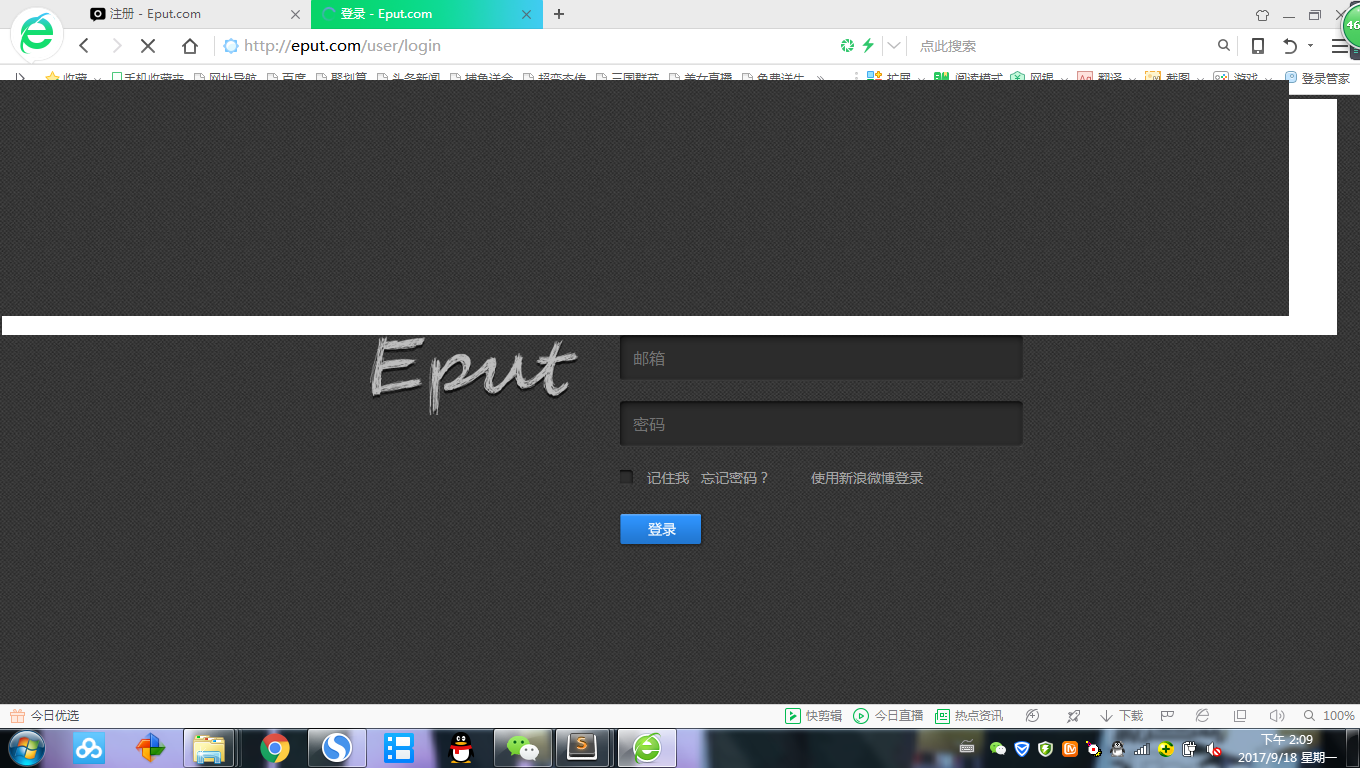 注册 - Eput.com
登录 - Eput.com
46
http://eput.com/user/login
点此搜索
收藏 手机收藏夹 网址导航 百度 聚划算 头条新闻 捕鱼送金 超变态传 三国群英 美女直播 免费送生 » 扩展 阅读模式 网银 翻译 截图 游戏 登录管家
Eput
邮箱
密码
记住我 忘记密码？ 使用新浪微博登录
登录
今日优选 快剪辑 今日直播 热点资讯 下载 100%
下午 2:09
2017/9/18 星期一